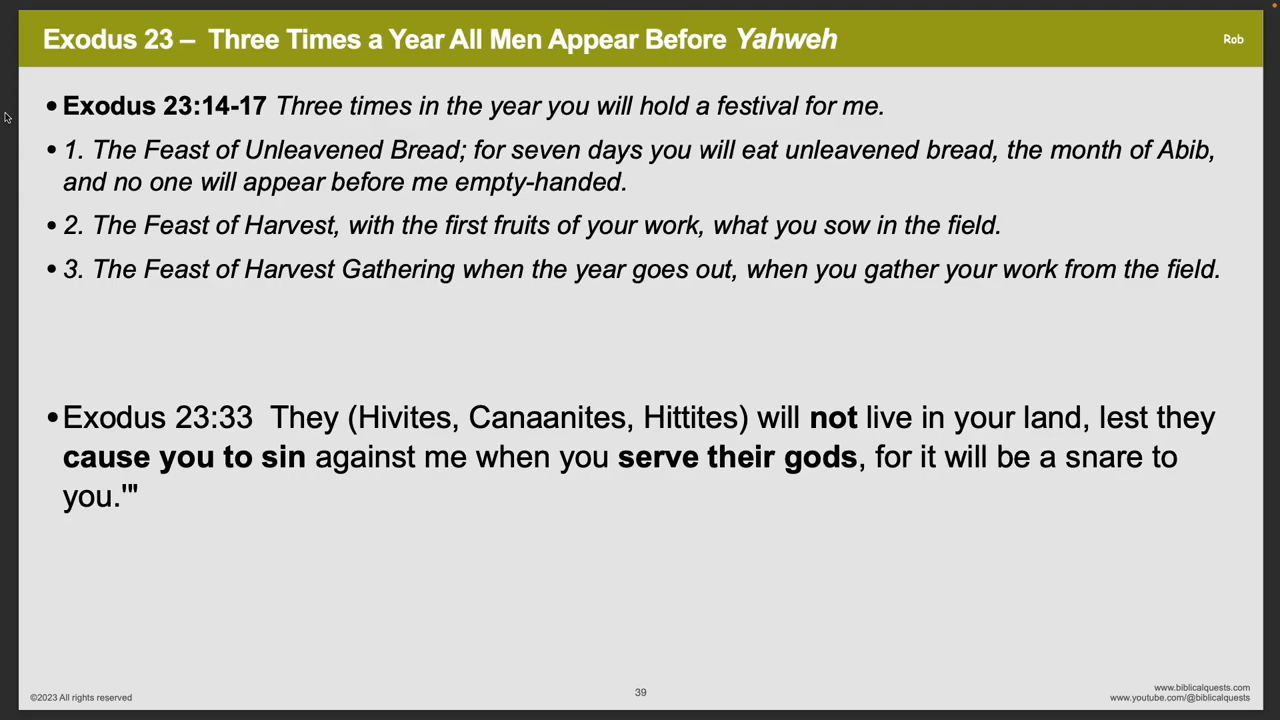 Exodus 23 – Three Times a Year All Men Appear Before Yahweh
Rob
• Exodus 23:14-17 Three times in the year you will hold a festival for me.
• 1. The Feast of Unleavened Bread; for seven days you will eat unleavened bread, the month of Abib,
and no one will appear before me empty-handed.
• 2. The Feast of Harvest, with the first fruits of your work, what you sow in the field.
• 3. The Feast of Harvest Gathering when the year goes out, when you gather your work from the field.
• Exodus 23:33 They (Hivites, Canaanites, Hittites) will not live in your land, lest they
cause you to sin against me when you serve their gods, for it will be a snare to
you.'"
©2023 All rights reserved
39
www.biblicalquests.com
www.youtube.com/@biblicalquests